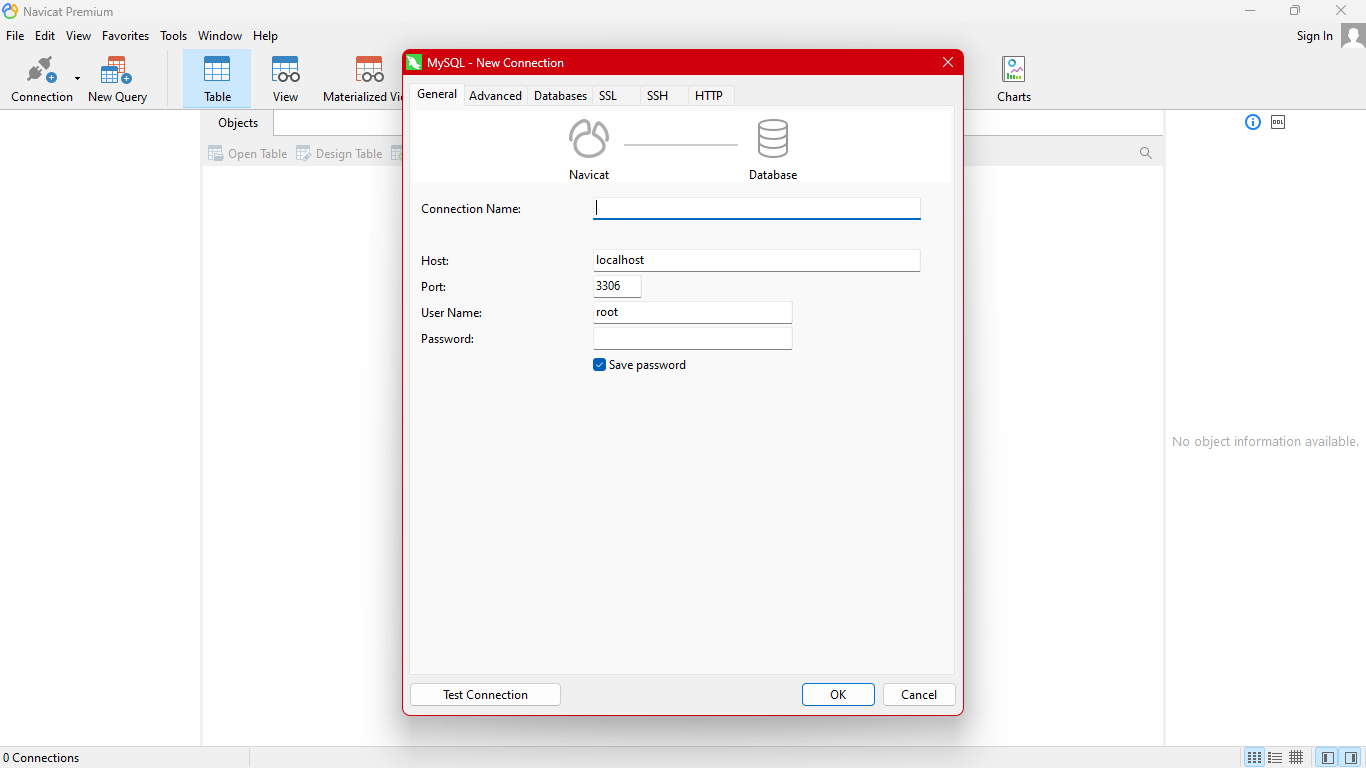 Navicat Premium
File Edit View Favorites Tools Window Help
Sign In
Connection New Query Table View Materialized Vi Charts
MySQL - New Connection
General Advanced Databases SSL SSH HTTP
Objects
Open Table Design Table
DDL
Navicat Database
Connection Name:
Host: localhost
Port: 3306
User Name: root
Password:
Save password
No object information available.
Test Connection OK Cancel
0 Connections